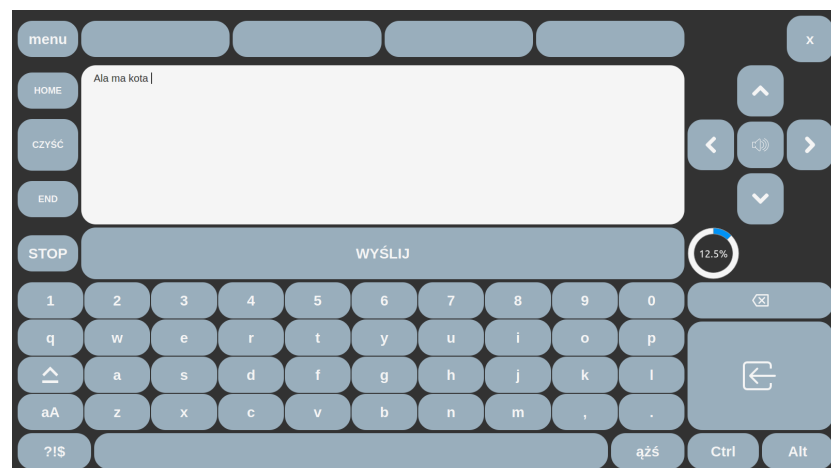 menu
x
HOME
Ala ma kota
CZYŚĆ
END
STOP
WYŚLIJ
12.5%
1 2 3 4 5 6 7 8 9 0
q w e r t y u i o p
a s d f g h j k l
aA z x c v b n m , .
?!$ ążś Ctrl Alt